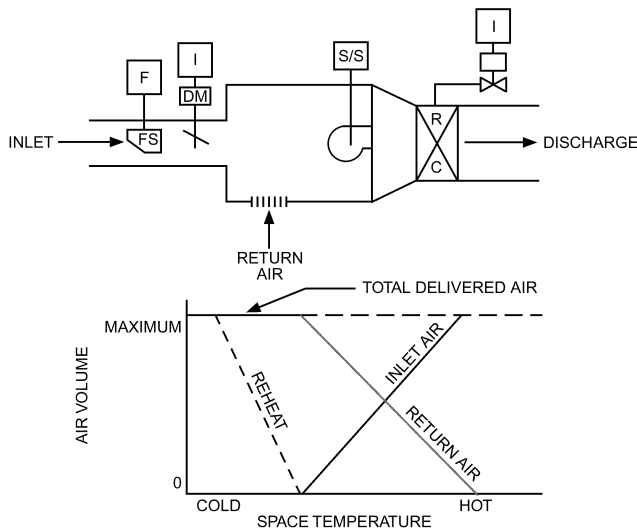 I
F
I
S/S
DM
R
INLET
FS
DISCHARGE
C
RETURN
AIR
TOTAL DELIVERED AIR
MAXIMUM
AIR VOLUME
REHEAT
INLET AIR
RETURN AIR
0
COLD
HOT
SPACE TEMPERATURE